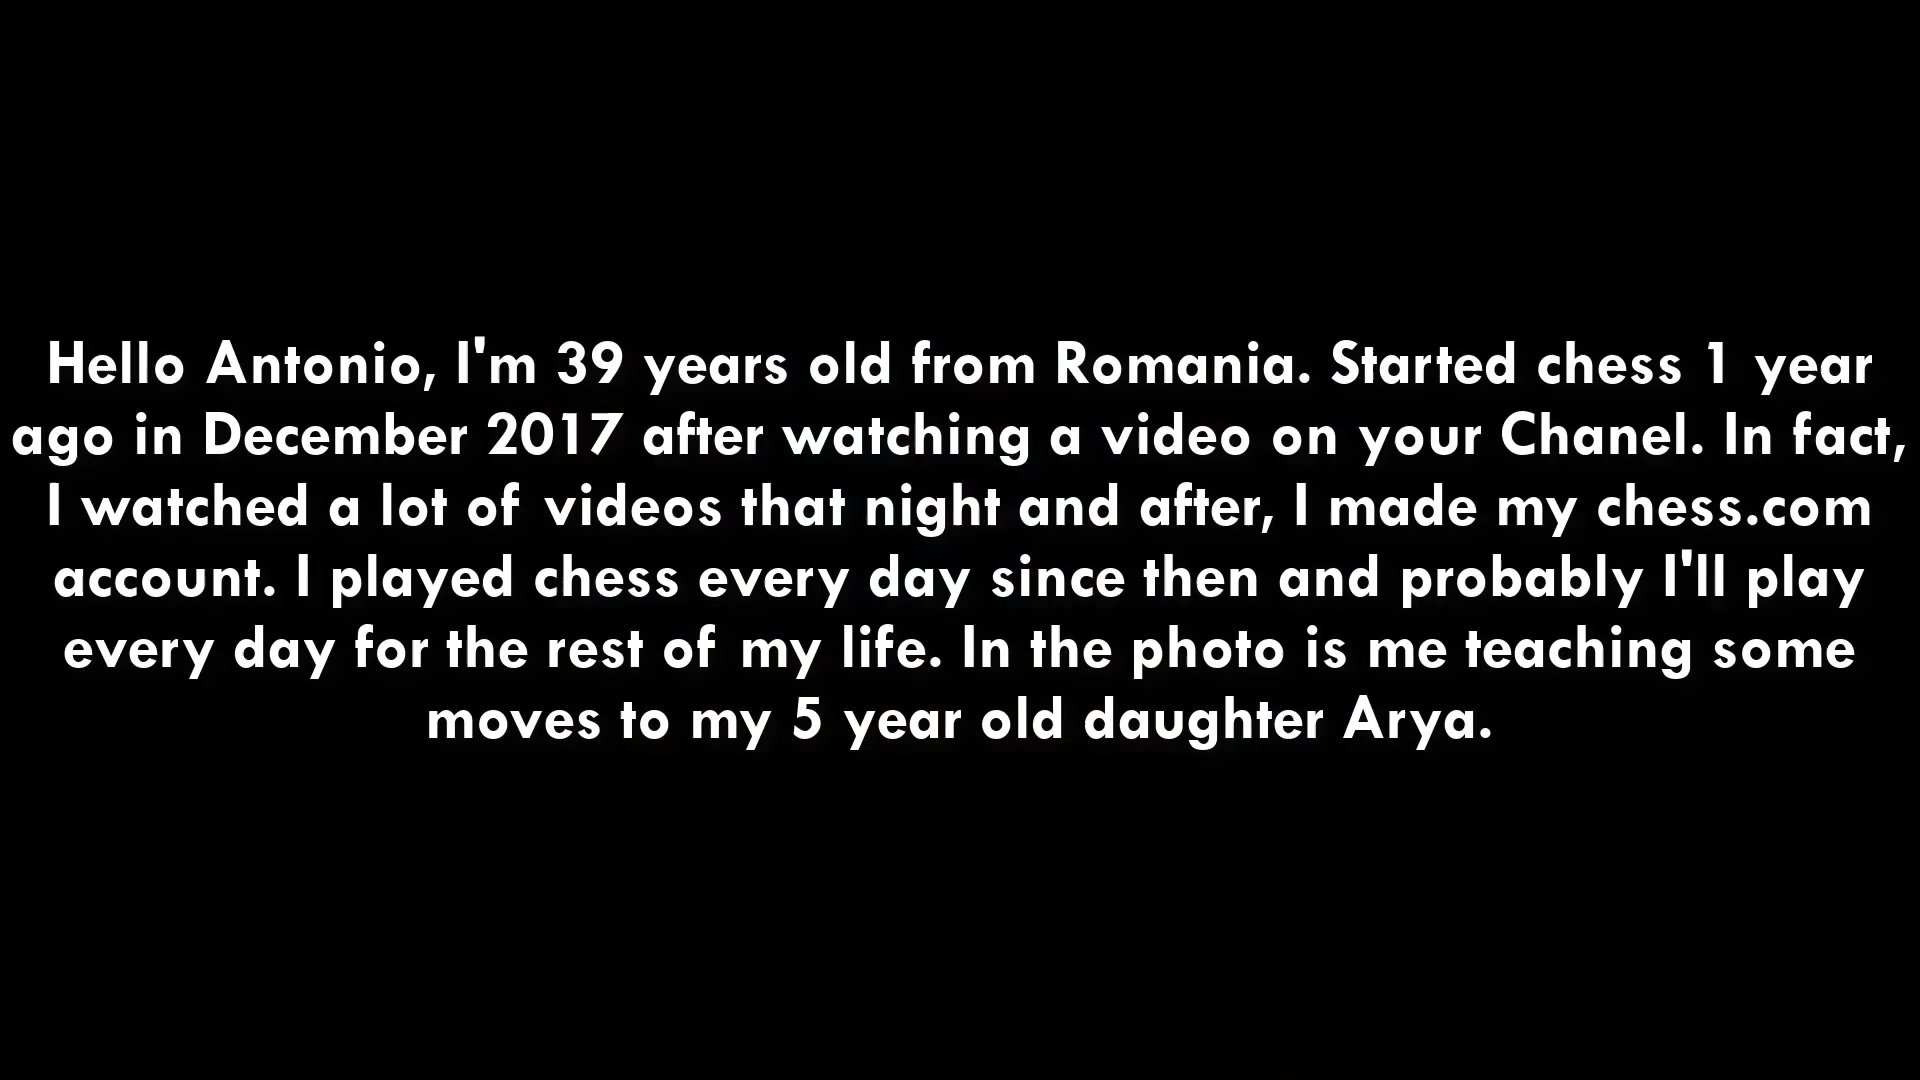 Hello Antonio, I'm 39 years old from Romania. Started chess 1 year
ago in December 2017 after watching a video on your Chanel. In fact,
I watched a lot of videos that night and after, I made my chess.com
account. I played chess every day since then and probably I'll play
every day for the rest of my life. In the photo is me teaching some
moves to my 5 year old daughter Arya.